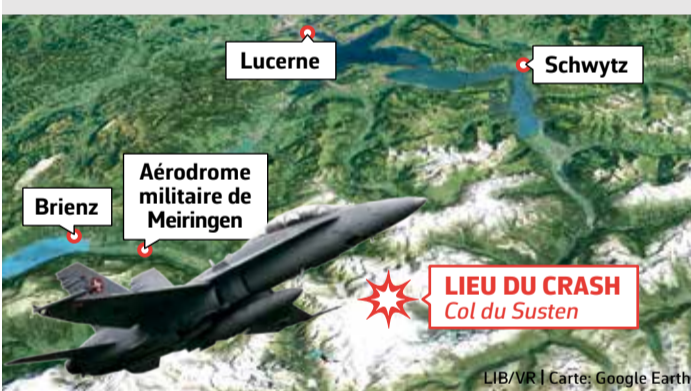 Lucerne
Schwytz
Aérodrome
militaire de
Meiringen
Brienz
LIEU DU CRASH
Col du Susten
LIB/VR | Carte: Google Earth